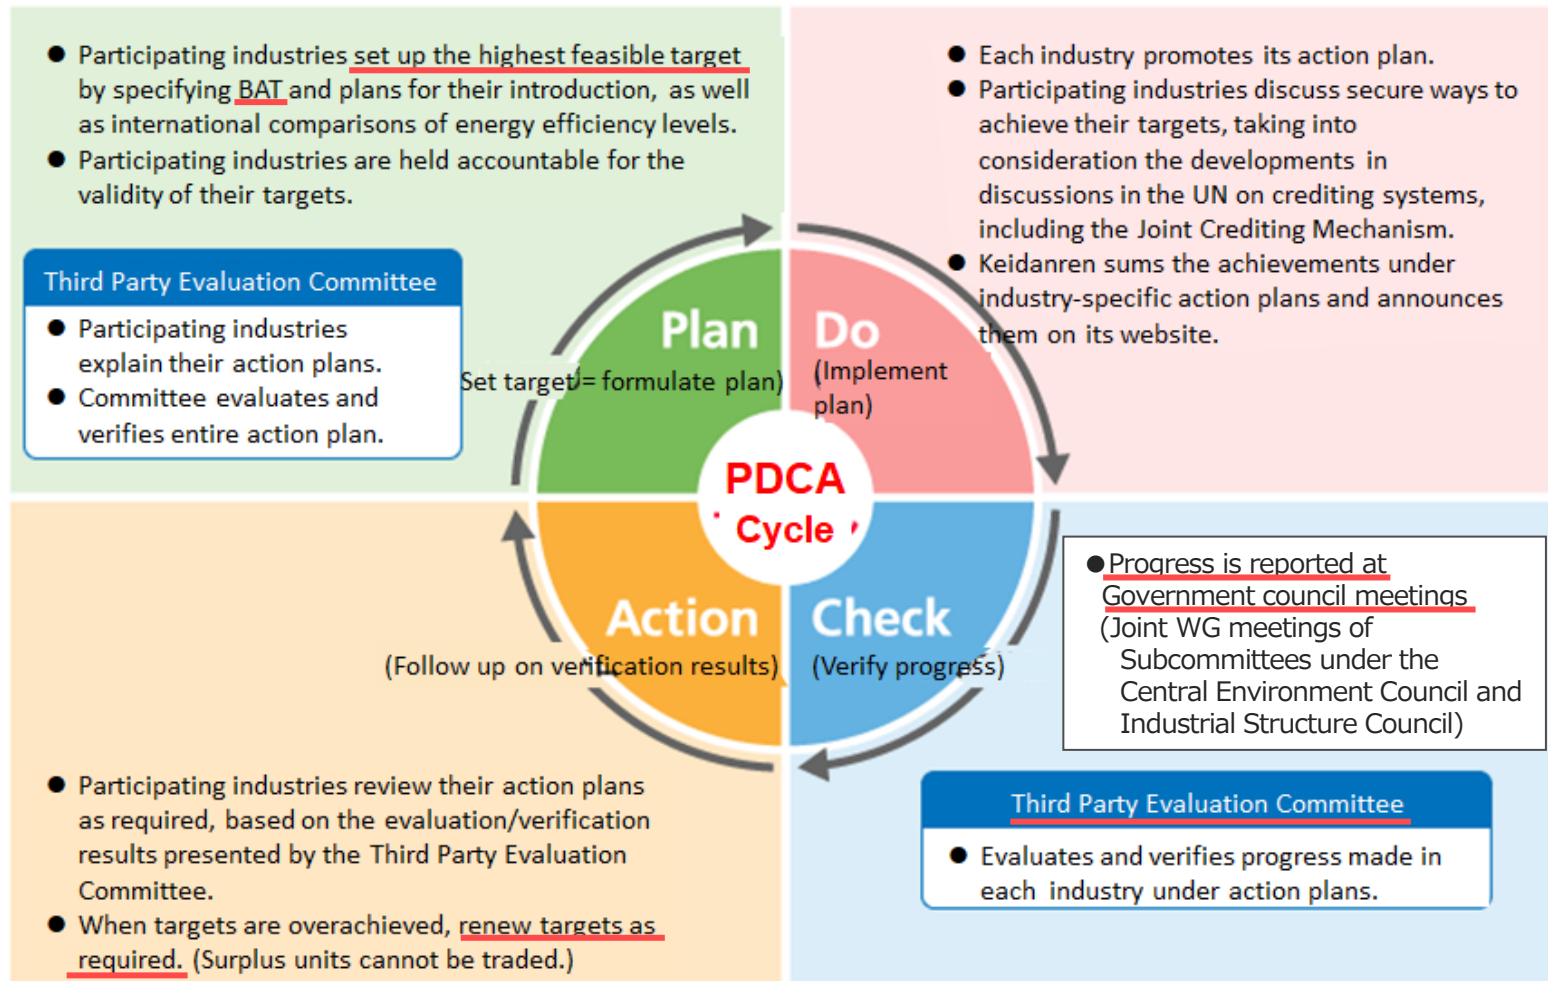 ● Participating industries set up the highest feasible target
by specifying BAT and plans for their introduction, as well
as international comparisons of energy efficiency levels.
● Participating industries are held accountable for the
validity of their targets.
Third Party Evaluation Committee
● Participating industries
explain their action plans.
● Committee evaluates and
verifies entire action plan.
● Each industry promotes its action plan.
● Participating industries discuss secure ways to
achieve their targets, taking into
consideration the developments in
discussions in the UN on crediting systems,
including the Joint Crediting Mechanism.
● Keidanren sums the achievements under
industry-specific action plans and announces
them on its website.
Plan
Set target/= formulate plan)
Do
(Implement
plan)
PDCA
Cycle
Action
(Follow up on verification results)
Check
(Verify progress)
●Progress is reported at
Government council meetings
(Joint WG meetings of
Subcommittees under the
Central Environment Council and
Industrial Structure Council)
Third Party Evaluation Committee
● Evaluates and verifies progress made in
each industry under action plans.
● Participating industries review their action plans
as required, based on the evaluation/verification
results presented by the Third Party Evaluation
Committee.
● When targets are overachieved, renew targets as
required. (Surplus units cannot be traded.)